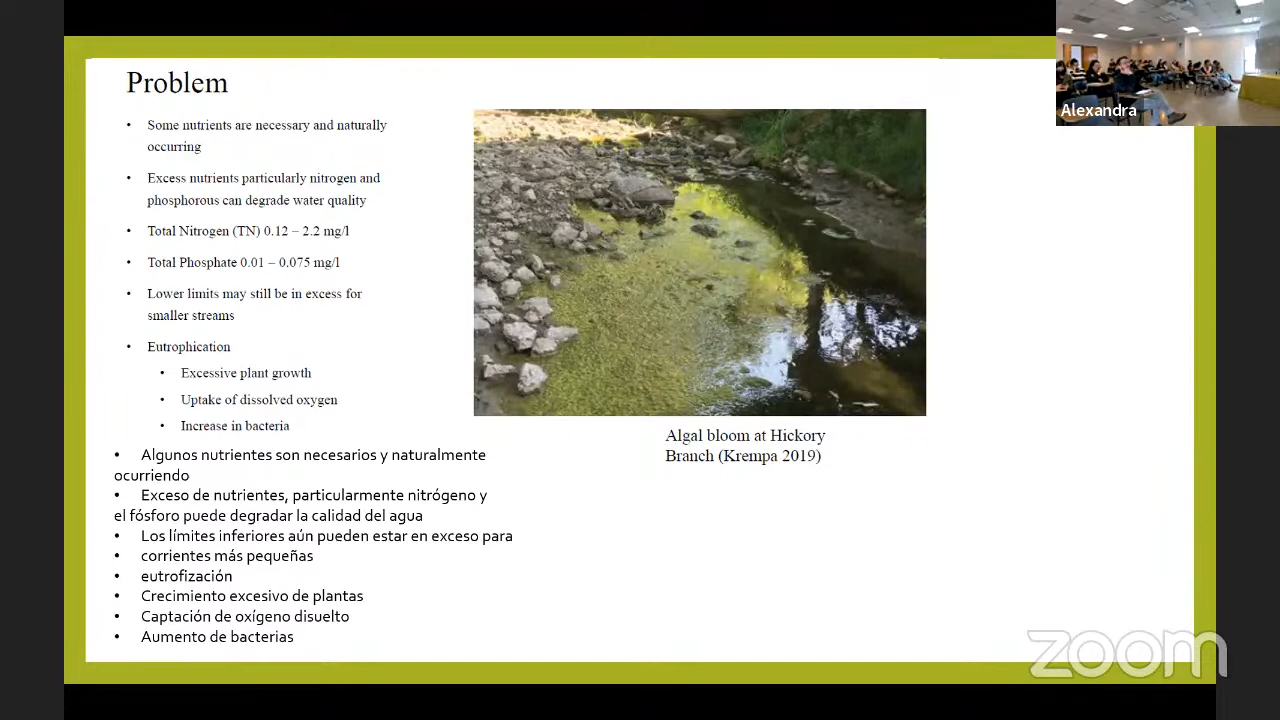 Problem
• Some nutrients are necessary and naturally
occurring
• Excess nutrients particularly nitrogen and
phosphorous can degrade water quality
• Total Nitrogen (TN) 0.12 – 2.2 mg/l
• Total Phosphate 0.01 – 0.075 mg/l
• Lower limits may still be in excess for
smaller streams
• Eutrophication
• Excessive plant growth
• Uptake of dissolved oxygen
• Increase in bacteria
• Algunos nutrientes son necesarios y naturalmente
ocurriendo
• Exceso de nutrientes, particularmente nitrógeno y
el fósforo puede degradar la calidad del agua
• Los límites inferiores aún pueden estar en exceso para
• corrientes más pequeñas
• eutrofización
• Crecimiento excesivo de plantas
• Captación de oxígeno disuelto
• Aumento de bacterias
Algal bloom at Hickory
Branch (Krempa 2019)
Alexandra
zoom